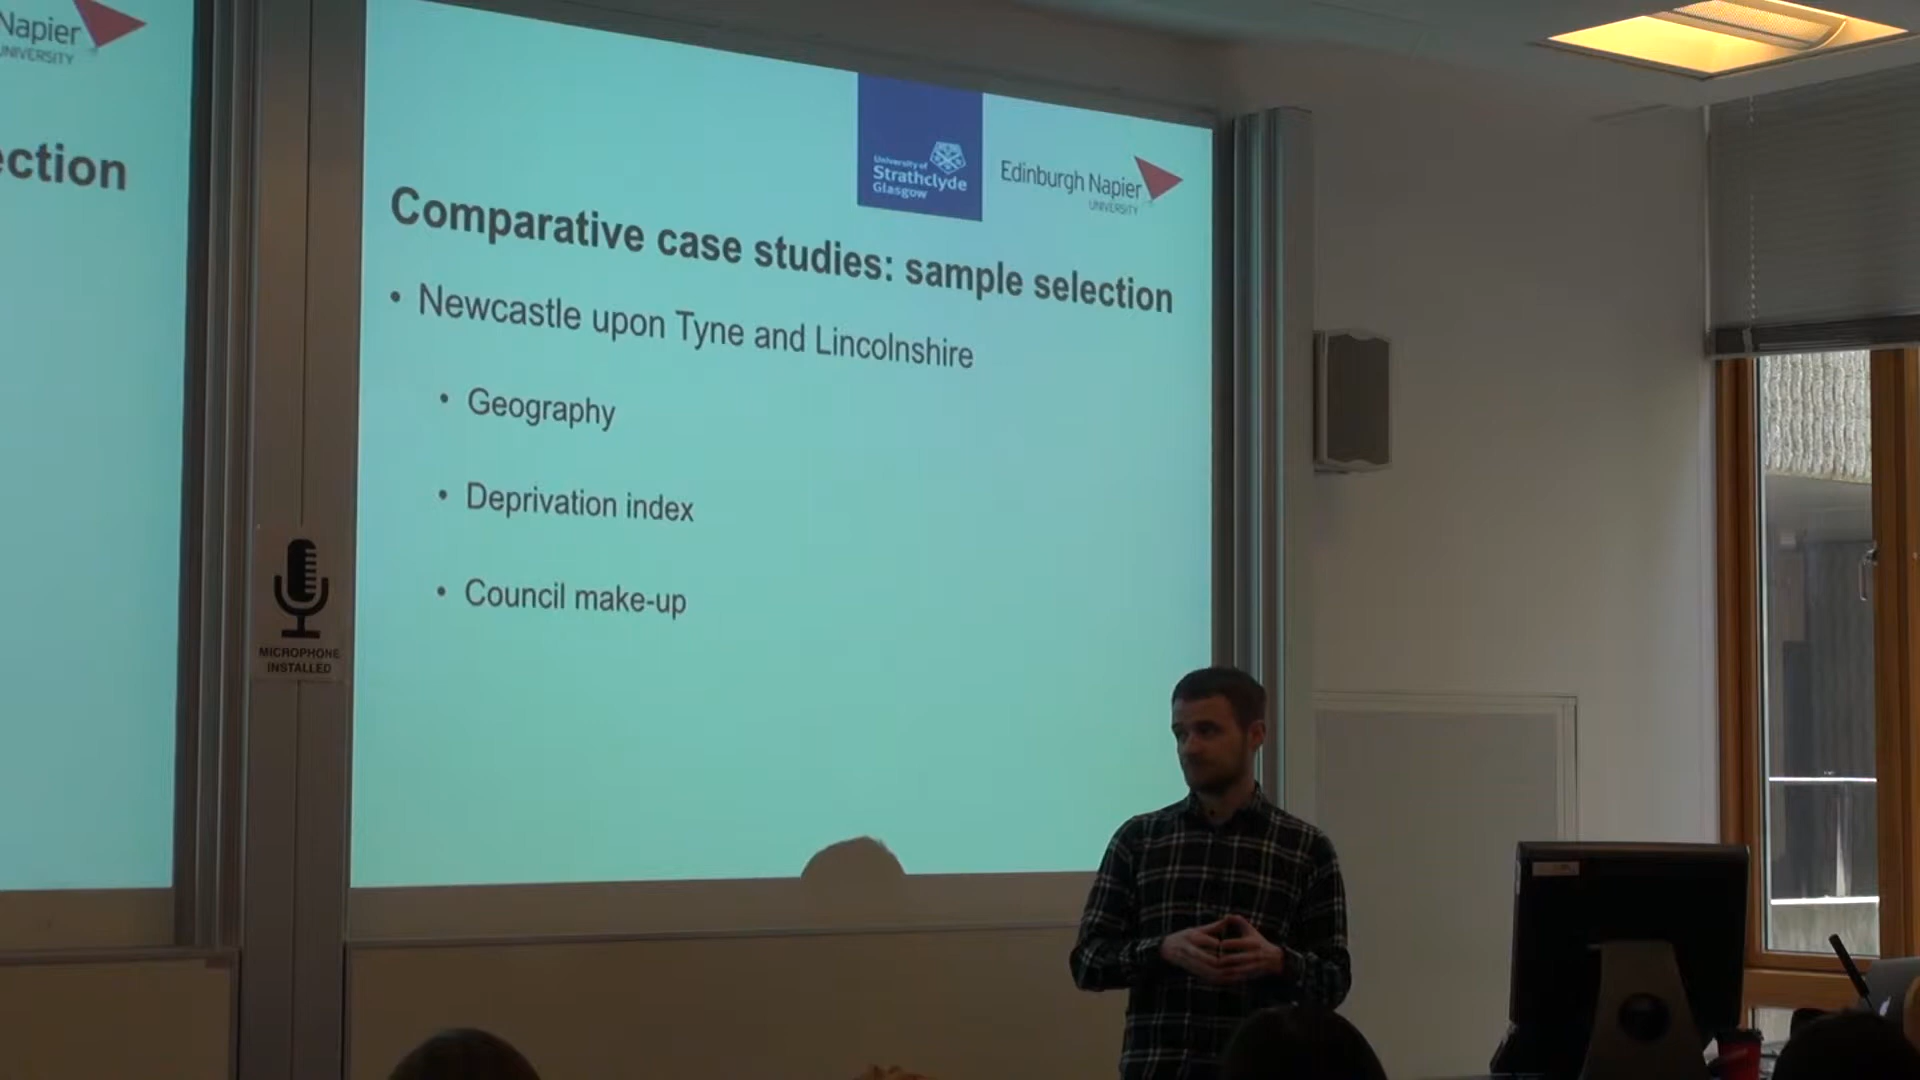 Napier
UNIVERSITY
ction
University of
Strathclyde
Glasgow
Edinburgh Napier
UNIVERSITY
Comparative case studies: sample selection
• Newcastle upon Tyne and Lincolnshire
• Geography
• Deprivation index
• Council make-up
MICROPHONE
INSTALLED